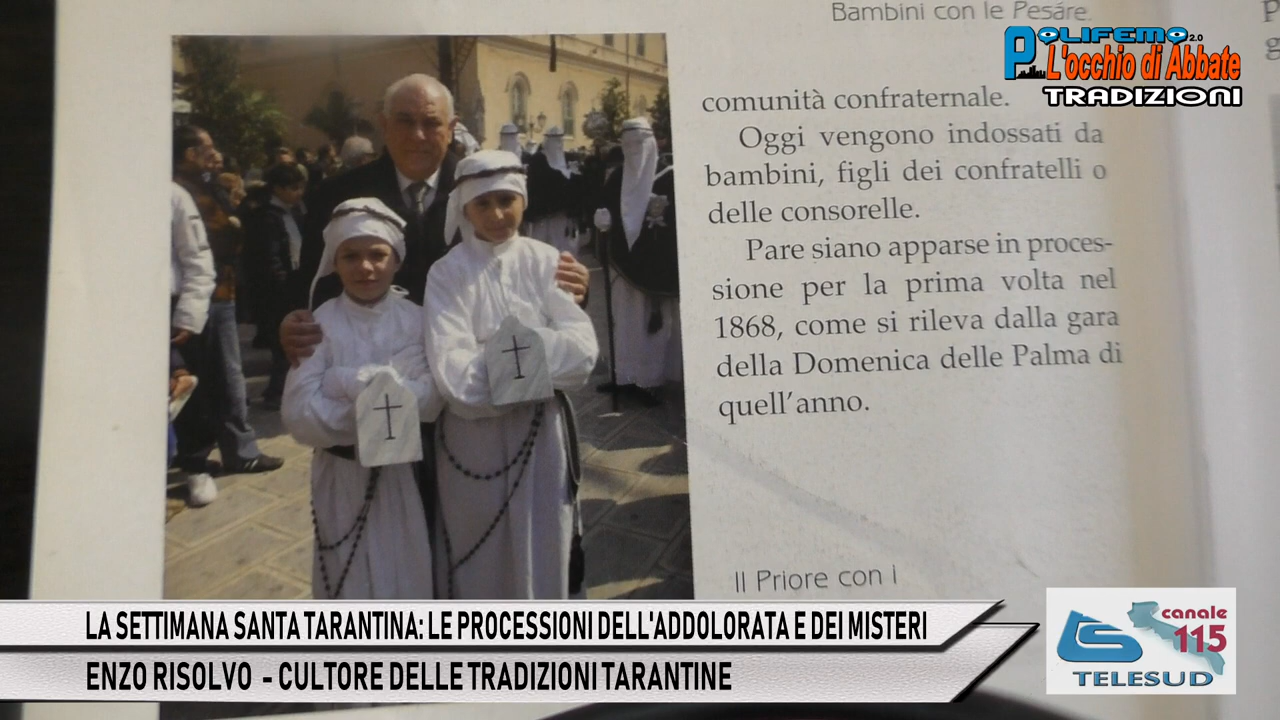 Bambini con le Pesáre.
POLIFEMO 2.0
L'occhio di Abbate
TRADIZIONI
comunità confraternale.
Oggi vengono indossati da
bambini, figli dei confratelli o
delle consorelle.
Pare siano apparse in proces-
sione per la prima volta nel
1868, come si rileva dalla gara
della Domenica delle Palma di
quell'anno.
Il Priore con i
LA SETTIMANA SANTA TARANTINA: LE PROCESSIONI DELL'ADDOLORATA E DEI MISTERI
ENZO RISOLVO - CULTORE DELLE TRADIZIONI TARANTINE
canale
115
TELESUD